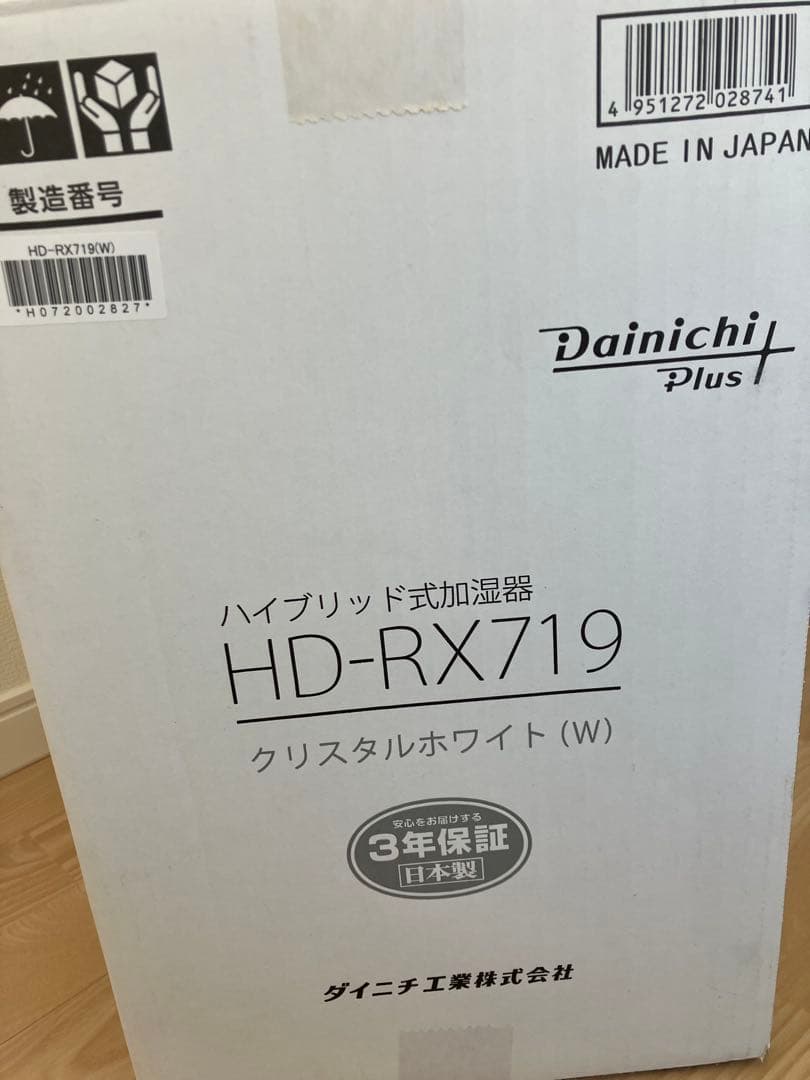 4 951272 028741
MADE IN JAPAN
製造番号
HD-RX719(W)
*H072002827*
Dainichi
Plus
ハイブリッド式加湿器
HD-RX719
クリスタルホワイト(W)
安心をお届けする
3年保証
日本製
ダイニチ工業株式会社